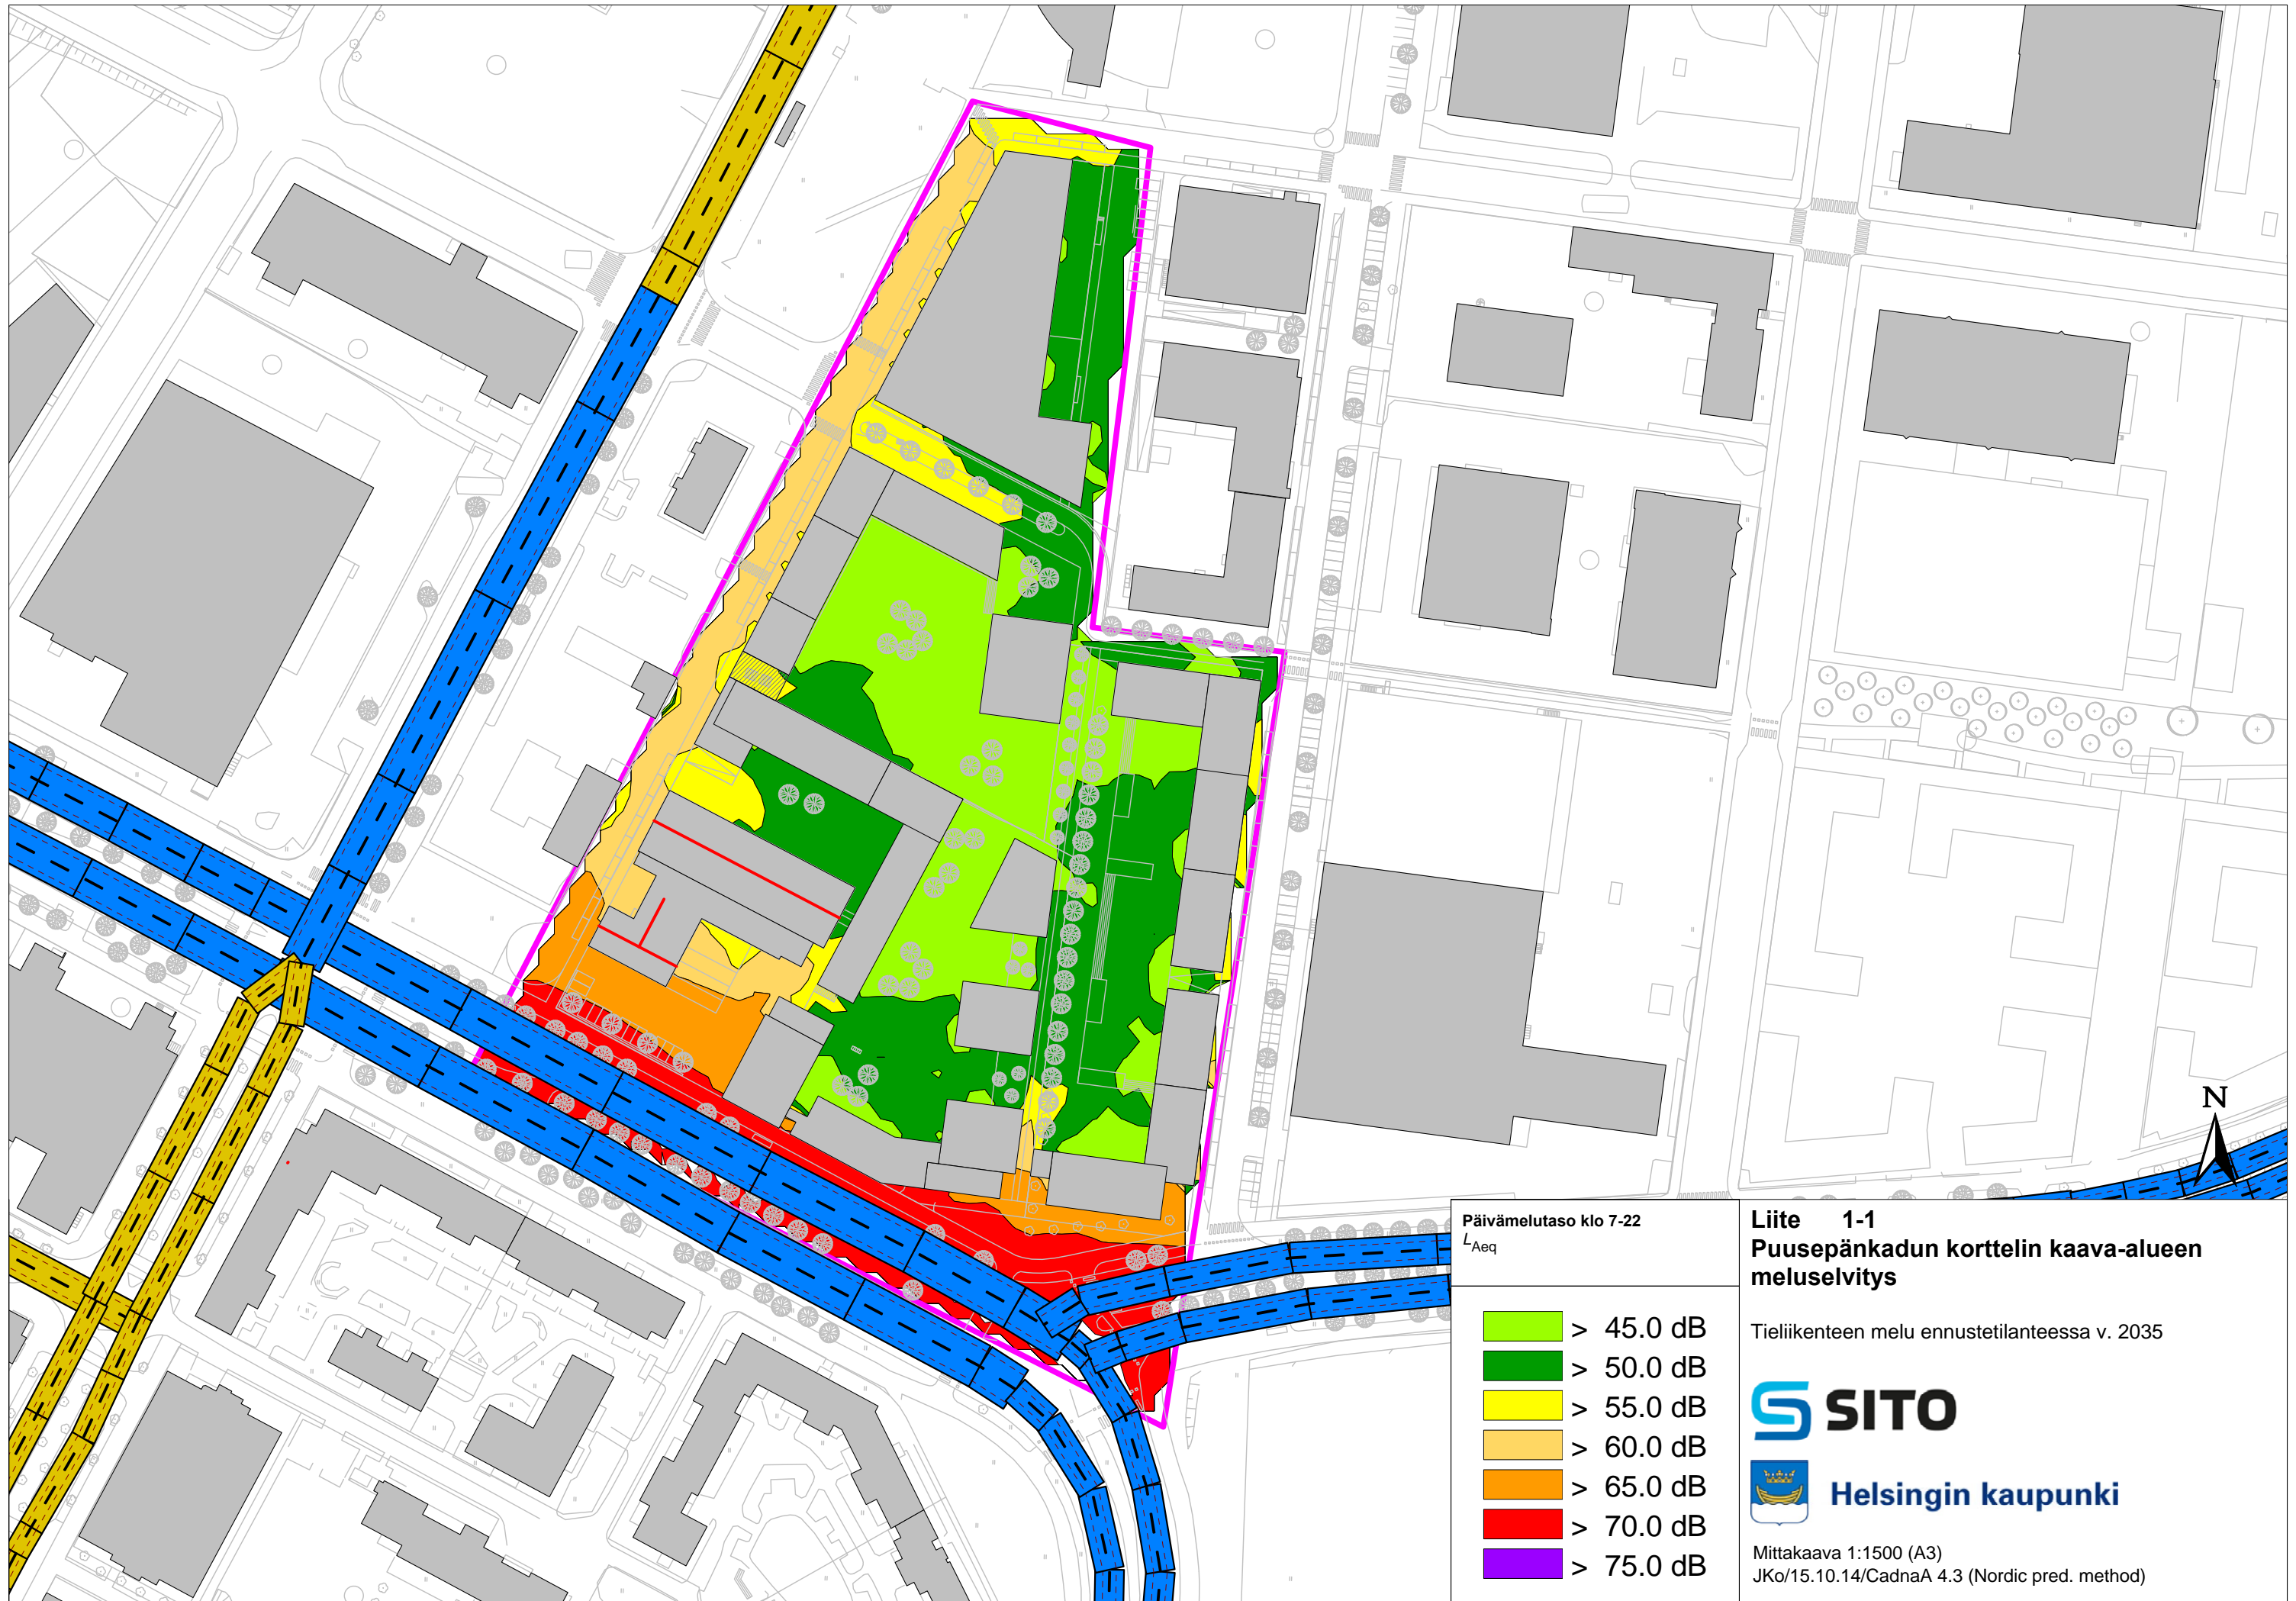 N
Päivämelutaso klo 7-22
LAeq
> 45.0 dB
> 50.0 dB
> 55.0 dB
> 60.0 dB
> 65.0 dB
> 70.0 dB
> 75.0 dB
Liite 1-1
Puusepänkadun korttelin kaava-alueen
meluselvitys
Tieliikenteen melu ennustetilanteessa v. 2035
SITO
Helsingin kaupunki
Mittakaava 1:1500 (A3)
JKo/15.10.14/CadnaA 4.3 (Nordic pred. method)